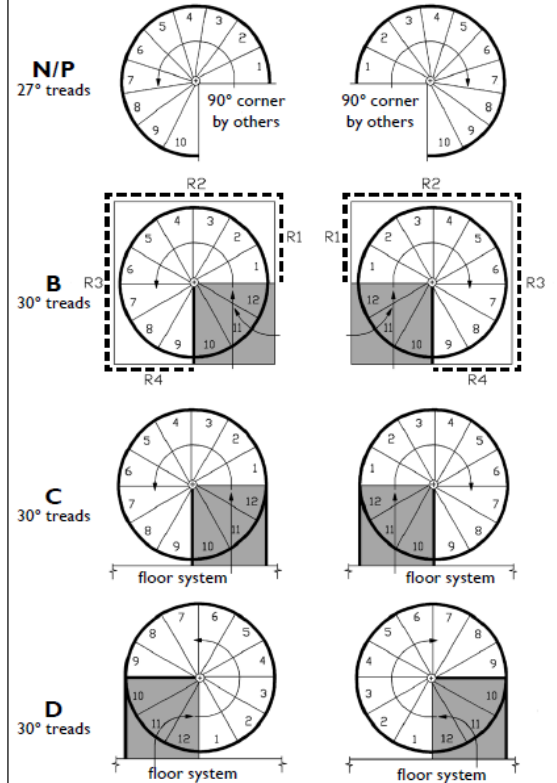 5 4 3 2 1 6 7 8 9 10
N/P
27° treads
90° corner
by others
5 4 3 2 1 6 7 8 9 10
90° corner
by others
R2
R1
R3
R4
4 3 5 2 6 1 7 12 8 11 9 10
B
30° treads
R2
R1
R3
R4
3 4 2 5 1 6 12 7 11 8 10 9
4 3 5 2 6 1 7 12 8 11 9 10
C
30° treads
floor system
3 4 2 5 1 6 12 7 11 8 10 9
floor system
7 6 8 5 9 4 10 3 11 2 12 1
D
30° treads
floor system
6 7 5 8 4 9 3 10 2 11 1 12
floor system